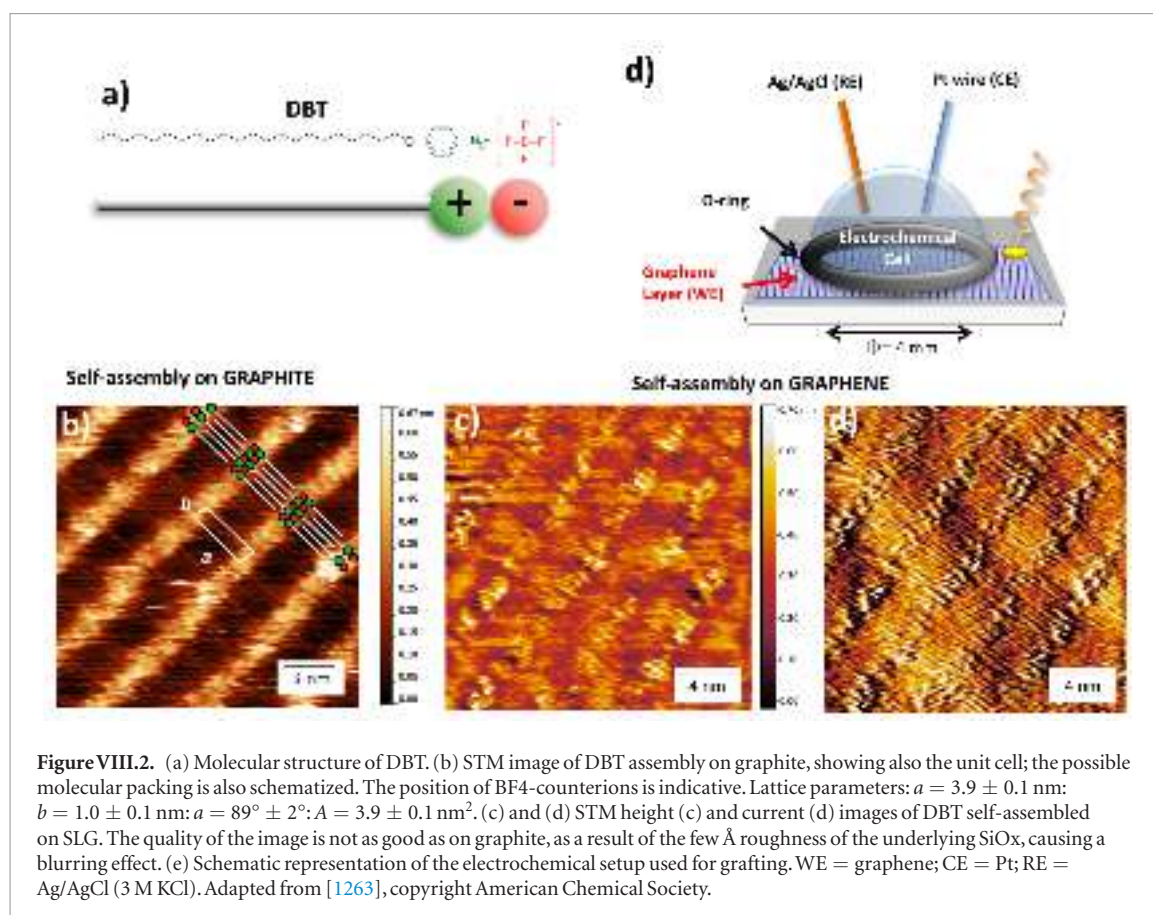 a)
DBT
+
-
d)
Ag/AgCl (RE)
Pt wire (CE)
O-ring
Electrochemical
Cell
Graphene
Layer (WE)
4 mm
Self-assembly on GRAPHITE
Self-assembly on GRAPHENE
b)
b
a
nm
c)
4 nm
d)
4 nm
Figure VIII.2. (a) Molecular structure of DBT. (b) STM image of DBT assembly on graphite, showing also the unit cell; the possible
molecular packing is also schematized. The position of BF4-counterions is indicative. Lattice parameters: a = 3.9 ± 0.1 nm:
b = 1.0 ± 0.1 nm: a = 89° ± 2°: A = 3.9 ± 0.1 nm². (c) and (d) STM height (c) and current (d) images of DBT self-assembled
on SLG. The quality of the image is not as good as on graphite, as a result of the few Å roughness of the underlying SiOx, causing a
blurring effect. (e) Schematic representation of the electrochemical setup used for grafting. WE = graphene; CE = Pt; RE =
Ag/AgCl (3 M KCl). Adapted from [1263], copyright American Chemical Society.